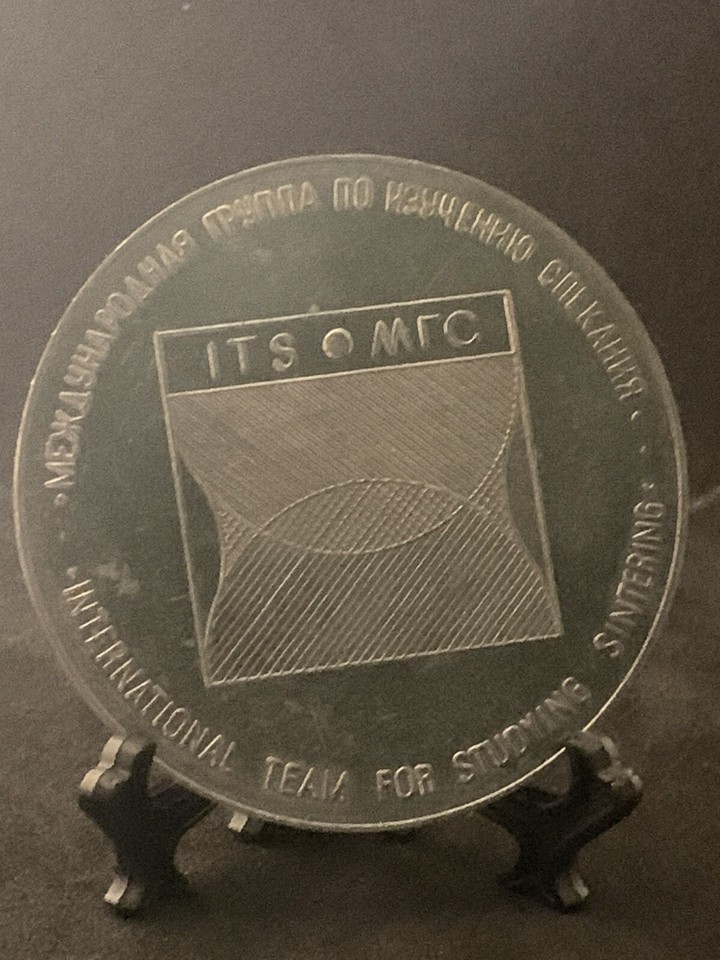 МЕЖДУНАРОДНАЯ ГРУППА ПО ИЗУЧЕНИЮ СПЕКАНИЯ
ITS МГС
INTERNATIONAL TEAM FOR STUDYING SINTERING